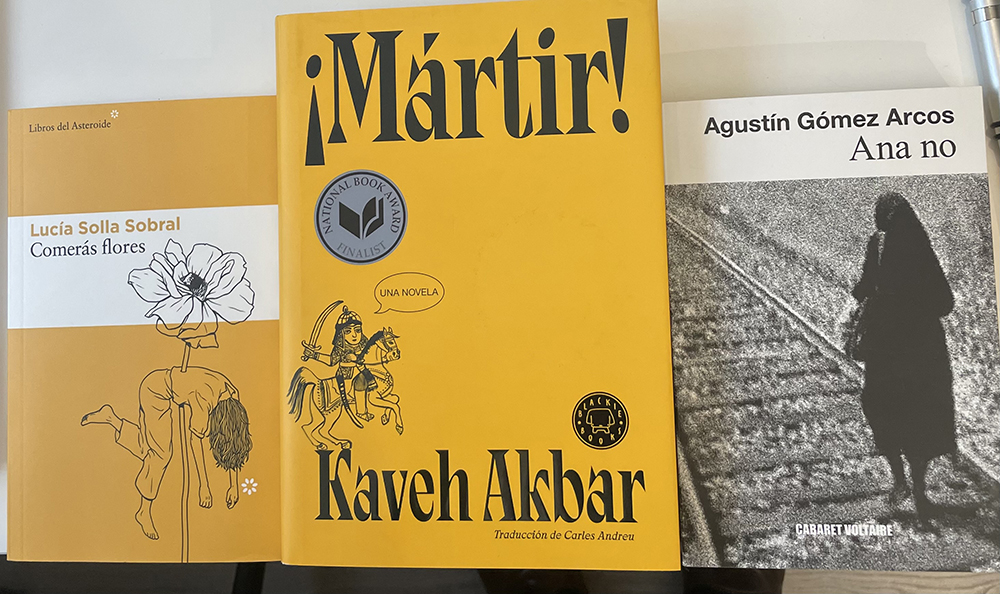 Libros del Asteroide
Lucía Solla Sobral
Comerás flores
¡Mártir!
NATIONAL BOOK AWARD
FINALIST
UNA NOVELA
BLACKIE
BOOKS
Kaveh Akbar
Traducción de Carles Andreu
Agustín Gómez Arcos
Ana no
CABARET VOLTAIRE